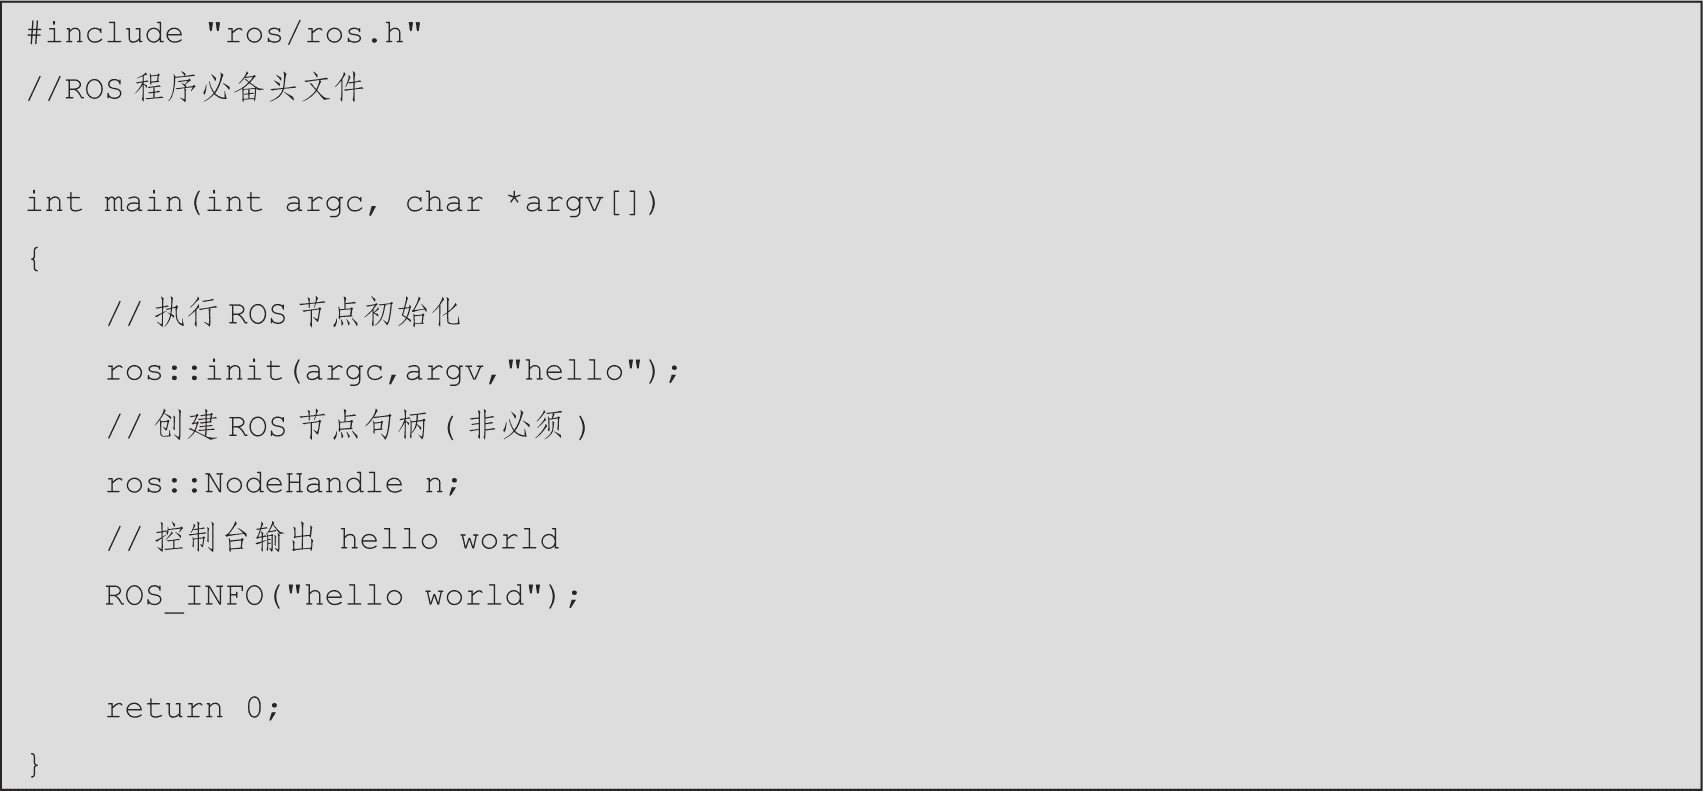 #include "ros/ros.h"
//ROS 程序必备头文件
int main(int argc, char *argv[])
{
// 执行 ROS 节点初始化
ros::init(argc,argv,"hello");
// 创建 ROS 节点句柄 ( 非必须 )
ros::NodeHandle n;
// 控制台输出 hello world
ROS_INFO("hello world");
return 0;
}